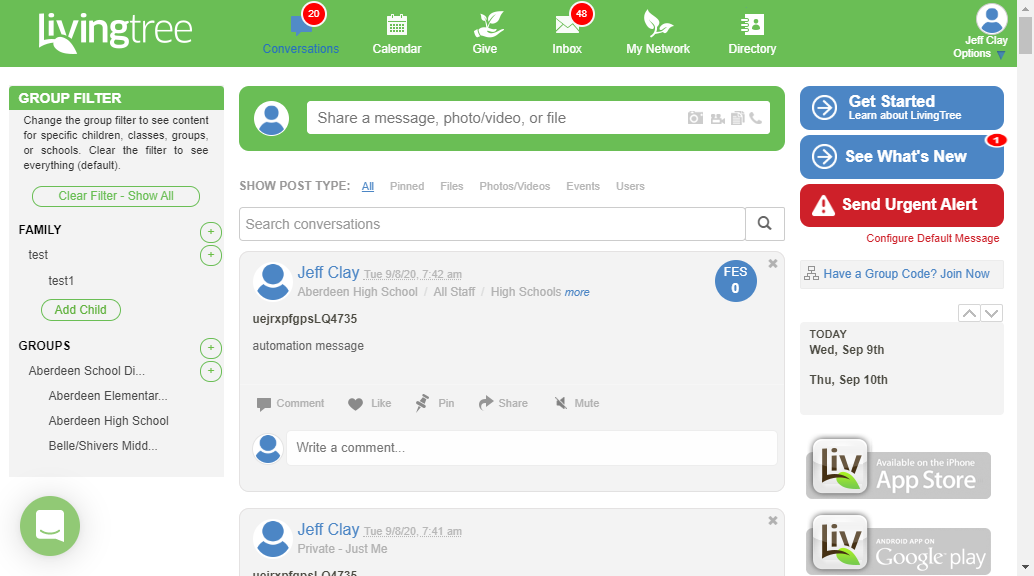 Livingtree
20
Conversations
Calendar
Give
48
Inbox
My Network
Directory
Jeff Clay
Options
GROUP FILTER
Change the group filter to see content
for specific children, classes, groups,
or schools. Clear the filter to see
everything (default).
Clear Filter - Show All
FAMILY
+
test
+
test1
Add Child
GROUPS
+
Aberdeen School Di...
+
Aberdeen Elementar...
Aberdeen High School
Belle/Shivers Midd...
Share a message, photo/video, or file
SHOW POST TYPE: All Pinned Files Photos/Videos Events Users
Search conversations
Jeff Clay Tue 9/8/20, 7:42 am
Aberdeen High School / All Staff / High Schools more
FES
0
uejrxpfgpsLQ4735
automation message
Comment Like Pin Share Mute
Write a comment...
Jeff Clay Tue 9/8/20, 7:41 am
Private - Just Me
uejrxpfgpsLQ4735
Get Started
Learn about LivingTree
1
See What's New
Send Urgent Alert
Configure Default Message
Have a Group Code? Join Now
TODAY
Wed, Sep 9th
Thu, Sep 10th
Liv
Available on the iPhone
App Store
Liv
ANDROID APP ON
Google play